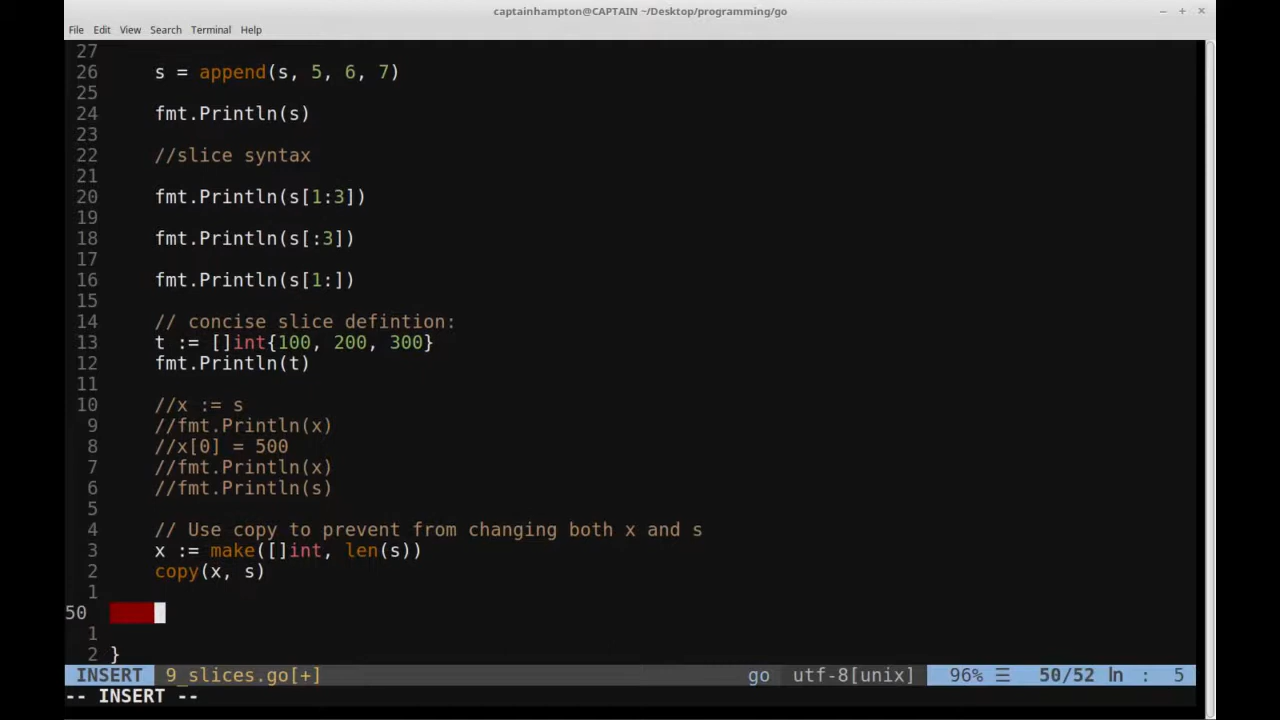 captainhampton@CAPTAIN ~/Desktop/programming/go
File Edit View Search Terminal Help
27
26 s = append(s, 5, 6, 7)
25
24 fmt.Println(s)
23
22 //slice syntax
21
20 fmt.Println(s[1:3])
19
18 fmt.Println(s[:3])
17
16 fmt.Println(s[1:])
15
14 // concise slice defintion:
13 t := []int{100, 200, 300}
12 fmt.Println(t)
11
10 //x := s
9 //fmt.Println(x)
8 //x[0] = 500
7 //fmt.Println(x)
6 //fmt.Println(s)
5
4 // Use copy to prevent from changing both x and s
3 x := make([]int, len(s))
2 copy(x, s)
1
50
1
2 }
INSERT 9_slices.go[+] go utf-8[unix] 96% ☰ 50/52 ㏑ : 5
-- INSERT --